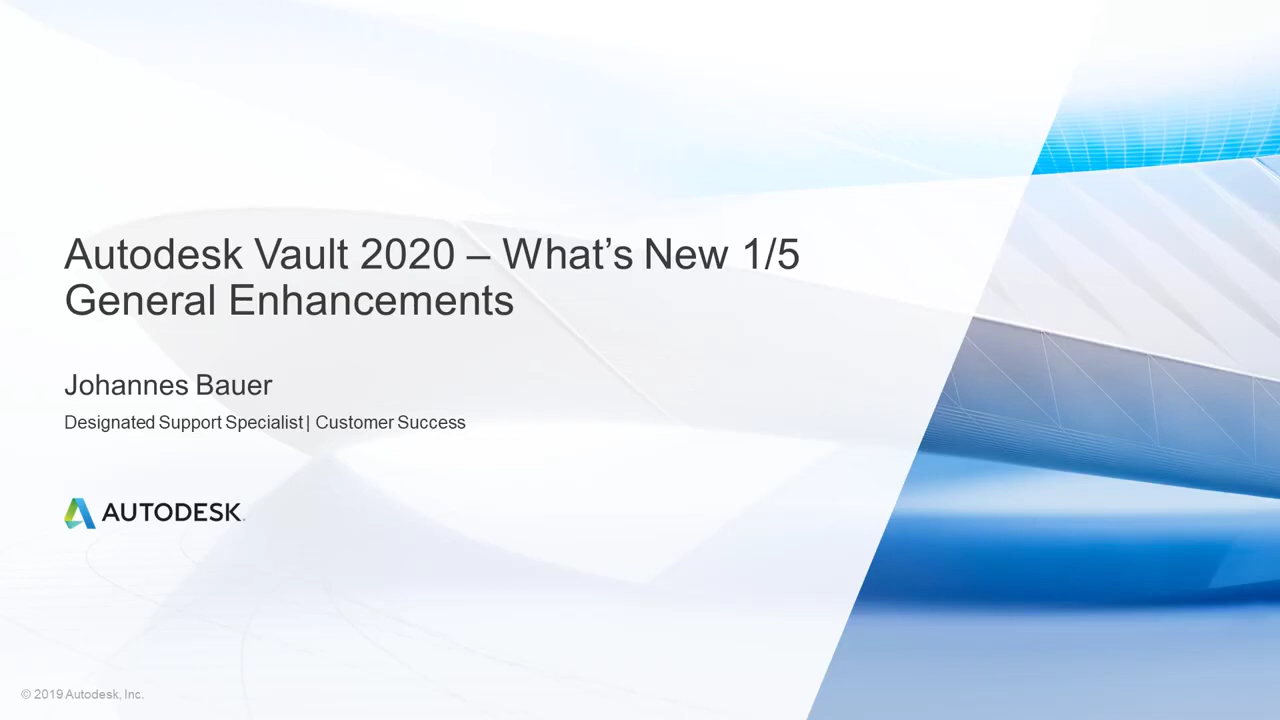 Autodesk Vault 2020 – What’s New 1/5
General Enhancements
Johannes Bauer
Designated Support Specialist | Customer Success
AUTODESK.
© 2019 Autodesk, Inc.